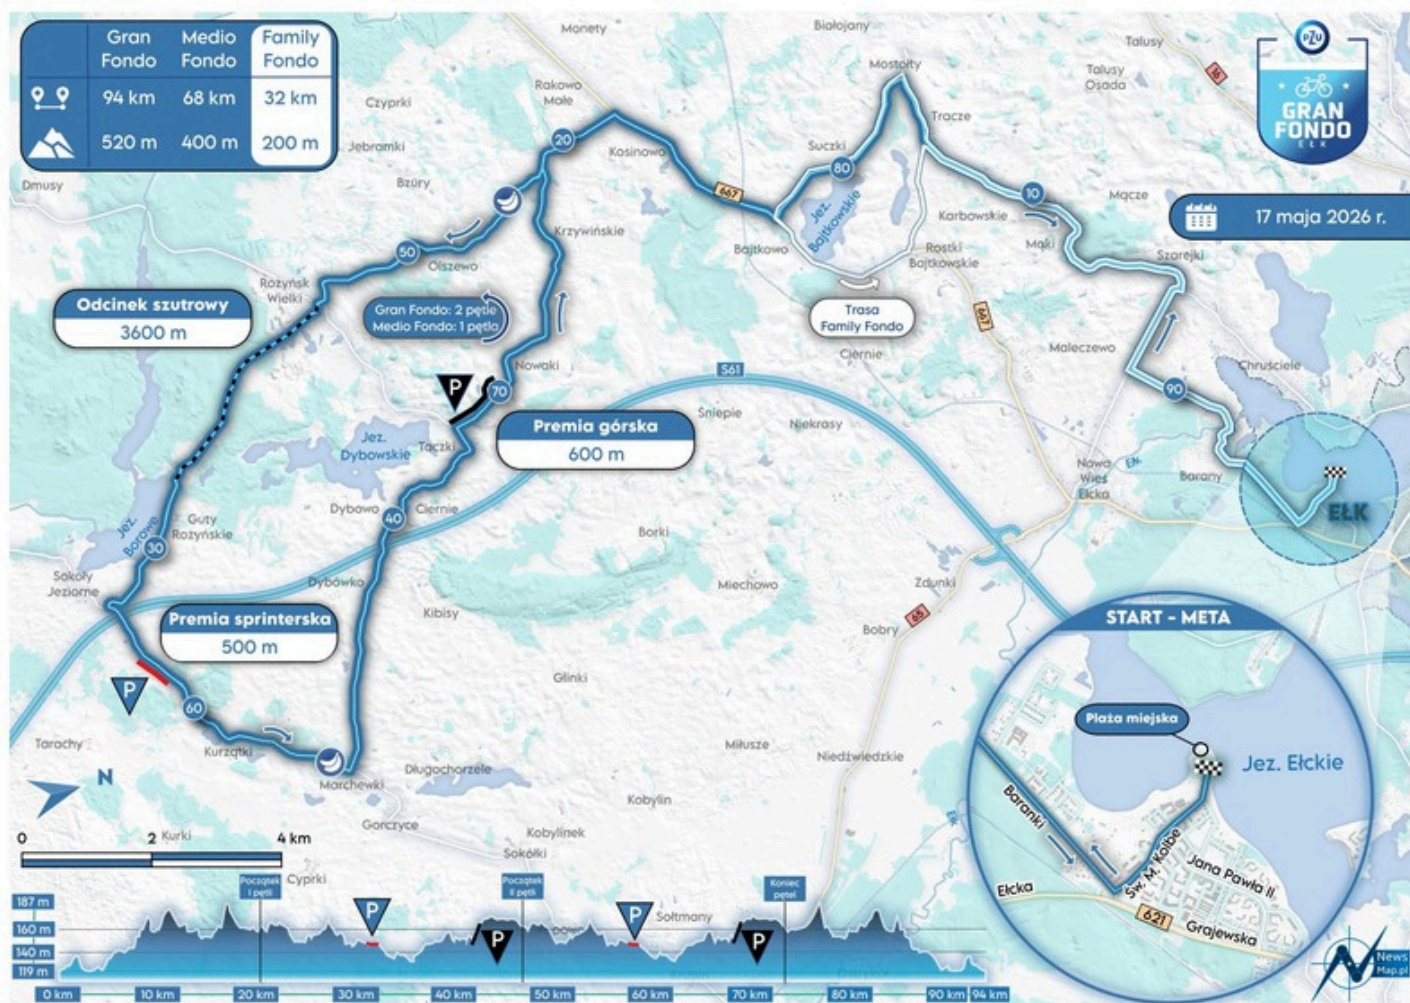 Gran Fondo
Medio Fondo
Family Fondo
94 km
68 km
32 km
520 m
400 m
200 m
PZU
GRAN
FONDO
EŁK
17 maja 2026 r.
Monety
Białojany
Talusy
Talusy
Osada
16
Mostołty
Rakowo
Małe
Czyprki
Jebramki
Bzury
Dmusy
20
Kosinowo
667
Tracze
Suczki
80
Jez.
Bajtkowskie
Bajtkowo
Karbowskie
10
Mąki
Mącze
Rostki
Bajtkowskie
Szarejki
Krzywińskie
50
Olszewo
Rożyńsk
Wielki
Odcinek szutrowy
3600 m
Gran Fondo: 2 pętle
Medio Fondo: 1 pętla
Trasa
Family Fondo
Ciernie
667
Maleczewo
Chruściele
90
Nowaki
P
70
S61
Śniepie
Niekrasy
Premia górska
600 m
Jez.
Dybowskie
Taczki
Nowa
Wieś
Ełcka
Barany
EŁK
Dybowo
40
Ciernie
Guty
Rożyńskie
Jez.
Borowe
30
Borki
Miechowo
Zdunki
Sokoły
Jeziorne
Dybówka
Kibisy
65
Bobry
Premia sprinterska
500 m
P
60
Glinki
Tarachy
Kurzątki
Marchewki
Długochorzele
Miłusze
Niedźwiedzkie
N
Kobylin
Gorczyce
Kobylinek
Sokółki
0
2
4 km
Kurki
Cyprki
Sołtmany
START - META
Plaża miejska
Jez. Ełckie
Baranki
Św. M. Kolbe
Jana Pawła II
Ełcka
621
Grajewska
Początek
I pętli
Początek
II pętli
Koniec
pętel
187 m
160 m
140 m
119 m
P
P
P
P
0 km
10 km
20 km
30 km
40 km
50 km
60 km
70 km
80 km
90 km
94 km
News
Map.pl